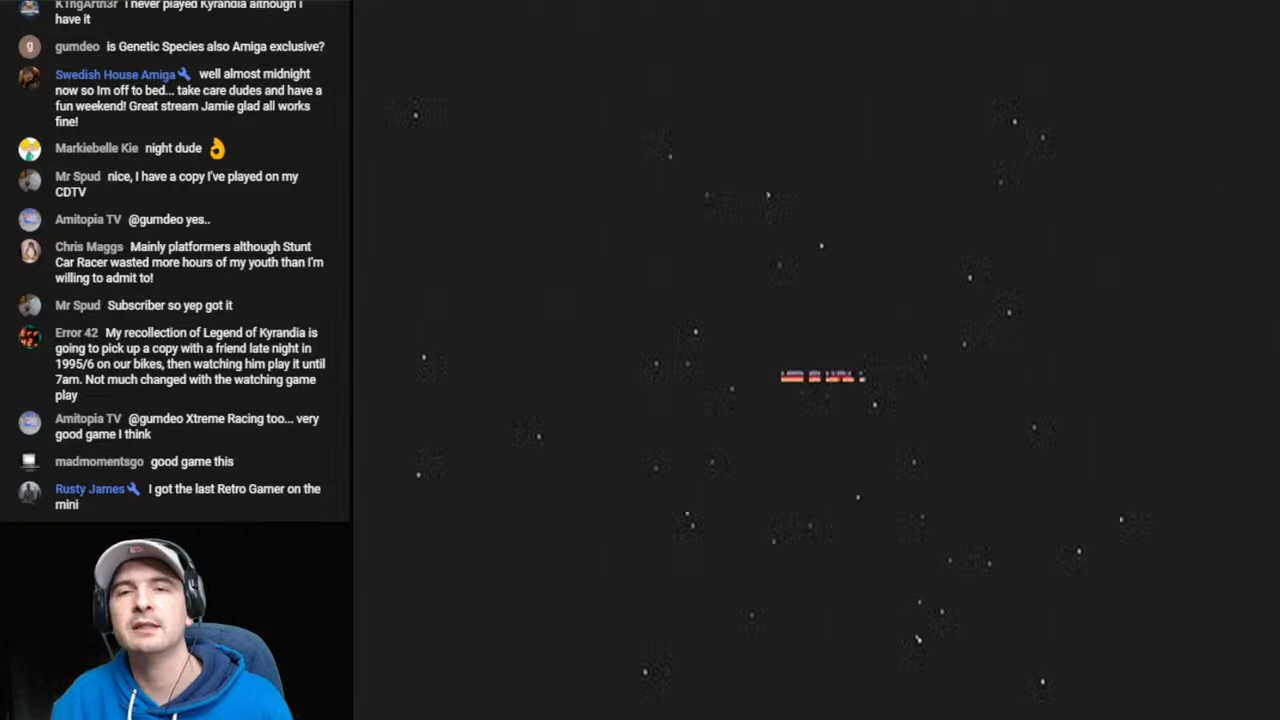 K1ngArth3r I never played Kyrandia although I
have it
gumdeo is Genetic Species also Amiga exclusive?
Swedish House Amiga well almost midnight
now so Im off to bed... take care dudes and have a
fun weekend! Great stream Jamie glad all works
fine!
Markiebelle Kie night dude
Mr Spud nice, I have a copy I've played on my
CDTV
Amitopia TV @gumdeo yes..
Chris Maggs Mainly platformers although Stunt
Car Racer wasted more hours of my youth than I'm
willing to admit to!
Mr Spud Subscriber so yep got it
Error 42 My recollection of Legend of Kyrandia is
going to pick up a copy with a friend late night in
1995/6 on our bikes, then watching him play it until
7am. Not much changed with the watching game
play
Amitopia TV @gumdeo Xtreme Racing too... very
good game I think
madmomentsgo good game this
Rusty James I got the last Retro Gamer on the
mini